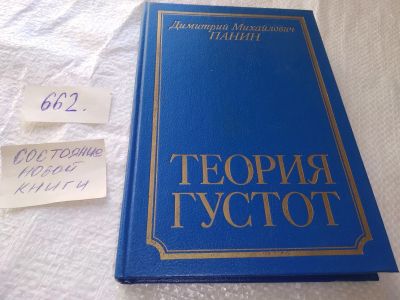 Димитрий Михайлович
ПАНИН
ТЕОРИЯ
ГУСТОТ
662.
СОСТОЯНИЕ
НОВОЙ
КНИГИ